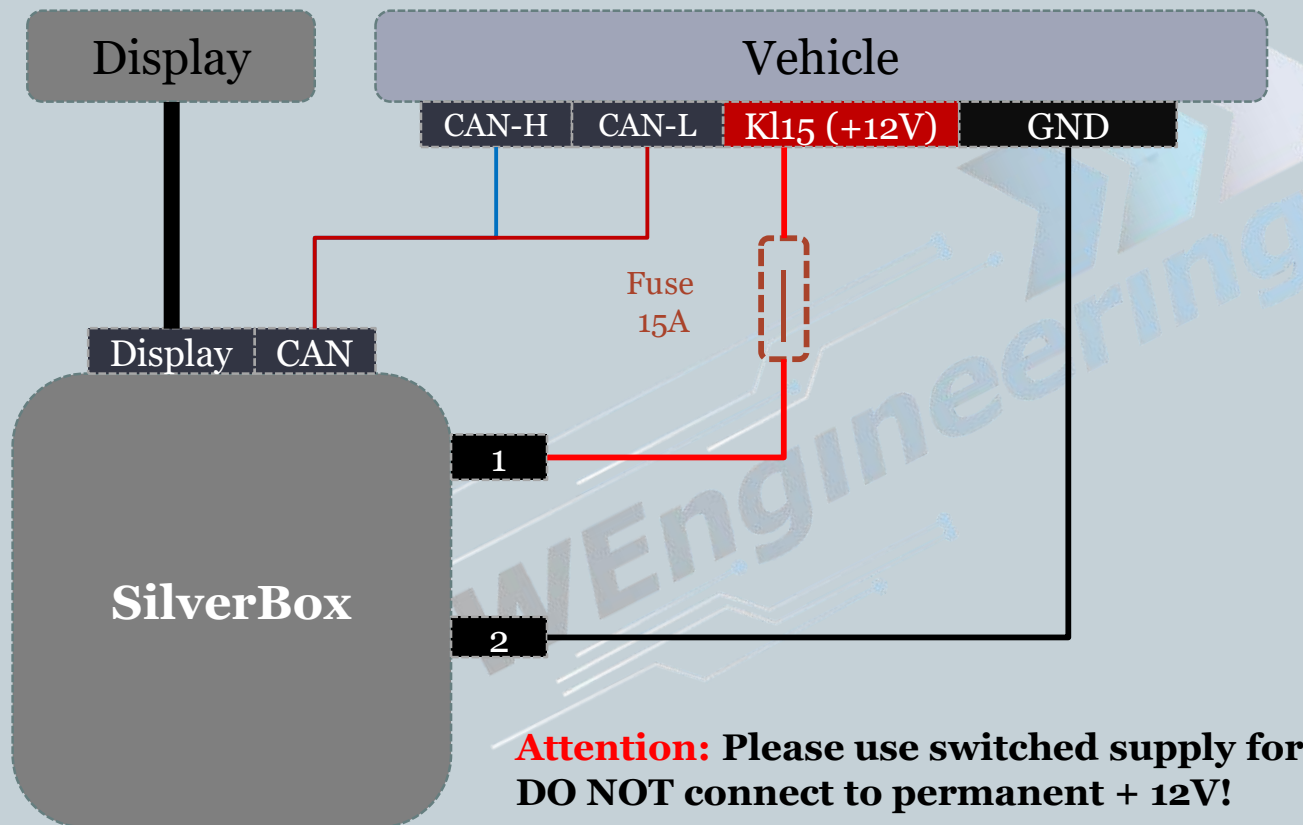 Display
Vehicle
CAN-H CAN-L Kl15 (+12V) GND
Fuse
15A
Display CAN
1
SilverBox
2
WEngineering
Attention: Please use switched supply for
DO NOT connect to permanent + 12V!